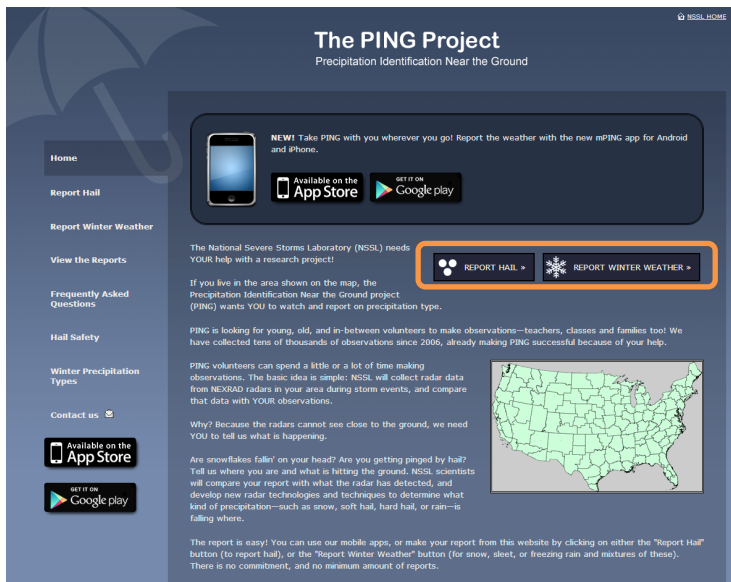 NSSL HOME
The PING Project
Precipitation Identification Near the Ground
NEW! Take PING with you wherever you go! Report the weather with the new mPING app for Android
and iPhone.
Available on the
App Store
GET IT ON
Google play
Home
Report Hail
Report Winter Weather
View the Reports
Frequently Asked
Questions
Hail Safety
Winter Precipitation
Types
Contact us
Available on the
App Store
GET IT ON
Google play
The National Severe Storms Laboratory (NSSL) needs
YOUR help with a research project!
REPORT HAIL »
REPORT WINTER WEATHER »
If you live in the area shown on the map, the
Precipitation Identification Near the Ground project
(PING) wants YOU to watch and report on precipitation type.
PING is looking for young, old, and in-between volunteers to make observations—teachers, classes and families too! We
have collected tens of thousands of observations since 2006, already making PING successful because of your help.
PING volunteers can spend a little or a lot of time making
observations. The basic idea is simple: NSSL will collect radar data
from NEXRAD radars in your area during storm events, and compare
that data with YOUR observations.
Why? Because the radars cannot see close to the ground, we need
YOU to tell us what is happening.
Are snowflakes fallin' on your head? Are you getting pinged by hail?
Tell us where you are and what is hitting the ground. NSSL scientists
will compare your report with what the radar has detected, and
develop new radar technologies and techniques to determine what
kind of precipitation—such as snow, soft hail, hard hail, or rain—is
falling where.
The report is easy! You can use our mobile apps, or make your report from this website by clicking on either the "Report Hail"
button (to report hail), or the "Report Winter Weather" button (for snow, sleet, or freezing rain and mixtures of these).
There is no commitment, and no minimum amount of reports.